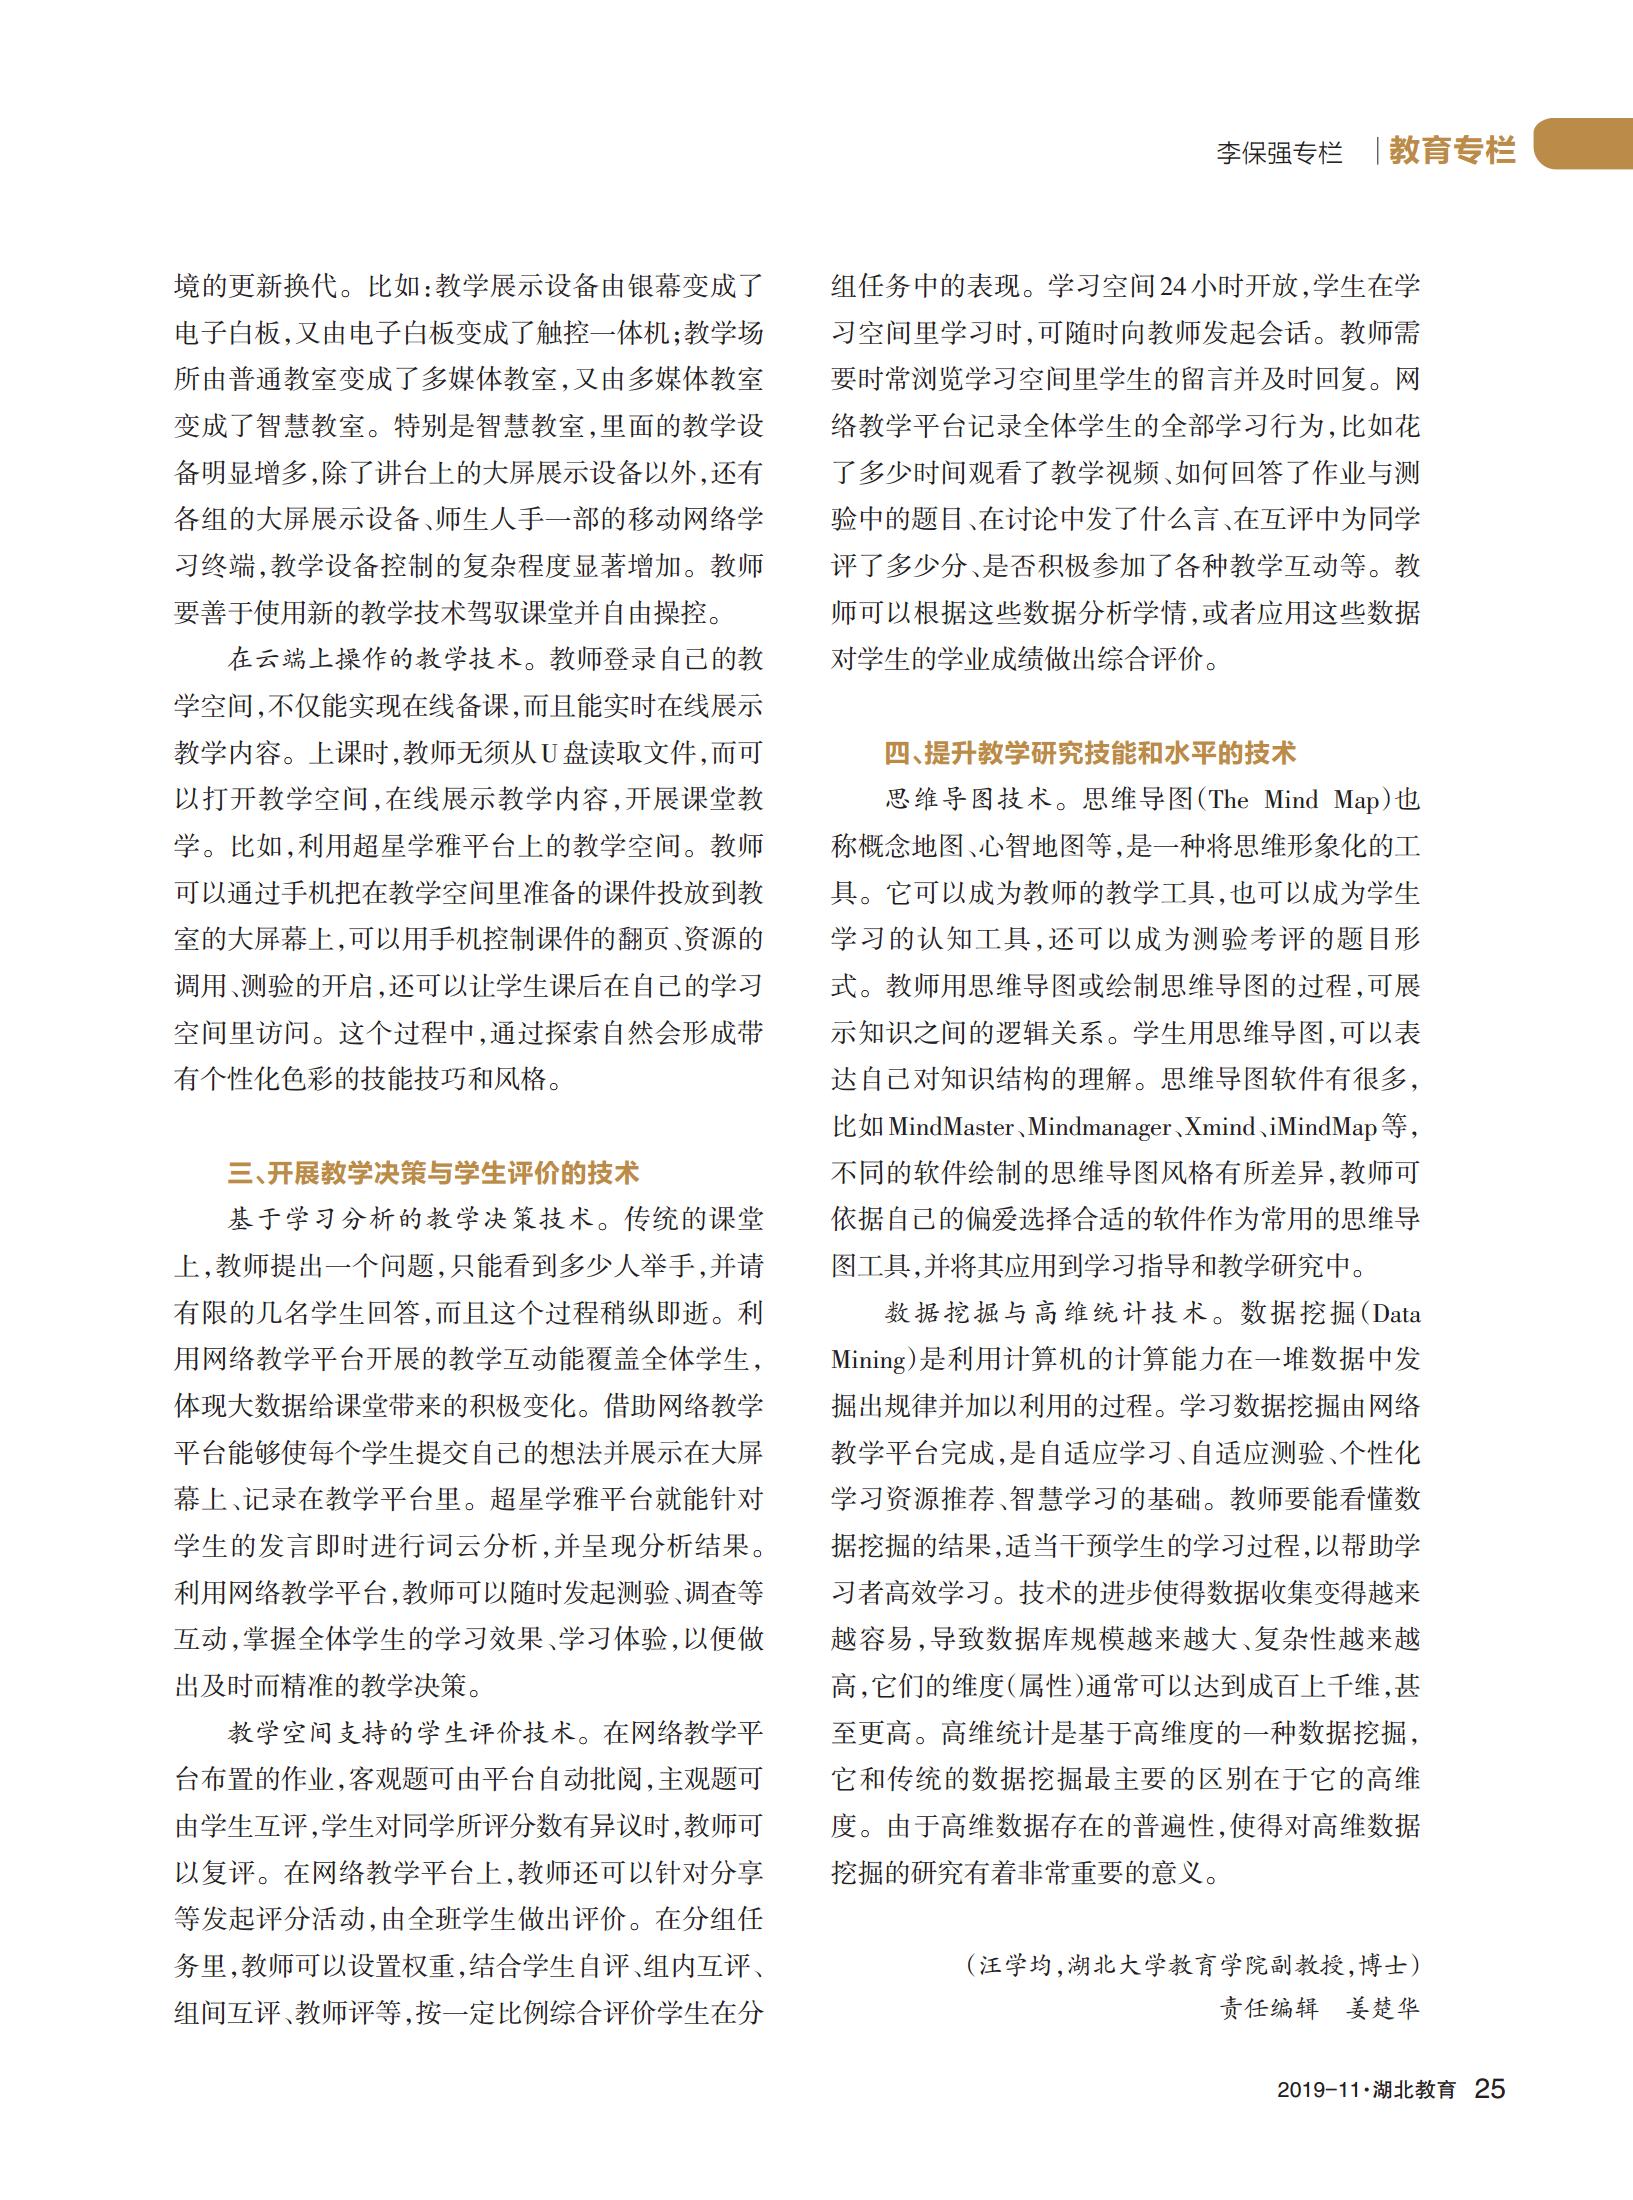 李保强专栏 |教育专栏
境的更新换代。比如:教学展示设备由银幕变成了
电子白板,又由电子白板变成了触控一体机;教学场
所由普通教室变成了多媒体教室,又由多媒体教室
变成了智慧教室。特别是智慧教室,里面的教学设
备明显增多,除了讲台上的大屏展示设备以外,还有
各组的大屏展示设备、师生人手一部的移动网络学
习终端,教学设备控制的复杂程度显著增加。教师
要善于使用新的教学技术驾驭课堂并自由操控。
在云端上操作的教学技术。教师登录自己的教
学空间,不仅能实现在线备课,而且能实时在线展示
教学内容。上课时,教师无须从U盘读取文件,而可
以打开教学空间,在线展示教学内容,开展课堂教
学。比如,利用超星学雅平台上的教学空间。教师
可以通过手机把在教学空间里准备的课件投放到教
室的大屏幕上,可以用手机控制课件的翻页、资源的
调用、测验的开启,还可以让学生课后在自己的学习
空间里访问。这个过程中,通过探索自然会形成带
有个性化色彩的技能技巧和风格。
三、开展教学决策与学生评价的技术
基于学习分析的教学决策技术。传统的课堂
上,教师提出一个问题,只能看到多少人举手,并请
有限的几名学生回答,而且这个过程稍纵即逝。利
用网络教学平台开展的教学互动能覆盖全体学生,
体现大数据给课堂带来的积极变化。借助网络教学
平台能够使每个学生提交自己的想法并展示在大屏
幕上、记录在教学平台里。超星学雅平台就能针对
学生的发言即时进行词云分析,并呈现分析结果。
利用网络教学平台,教师可以随时发起测验、调查等
互动,掌握全体学生的学习效果、学习体验,以便做
出及时而精准的教学决策。
教学空间支持的学生评价技术。在网络教学平
台布置的作业,客观题可由平台自动批阅,主观题可
由学生互评,学生对同学所评分数有异议时,教师可
以复评。在网络教学平台上,教师还可以针对分享
等发起评分活动,由全班学生做出评价。在分组任
务里,教师可以设置权重,结合学生自评、组内互评、
组间互评、教师评等,按一定比例综合评价学生在分
组任务中的表现。学习空间24小时开放,学生在学
习空间里学习时,可随时向教师发起会话。教师需
要时常浏览学习空间里学生的留言并及时回复。网
络教学平台记录全体学生的全部学习行为,比如花
了多少时间观看了教学视频、如何回答了作业与测
验中的题目、在讨论中发了什么言、在互评中为同学
评了多少分、是否积极参加了各种教学互动等。教
师可以根据这些数据分析学情,或者应用这些数据
对学生的学业成绩做出综合评价。
四、提升教学研究技能和水平的技术
思维导图技术。思维导图(The Mind Map)也
称概念地图、心智地图等,是一种将思维形象化的工
具。它可以成为教师的教学工具,也可以成为学生
学习的认知工具,还可以成为测验考评的题目形
式。教师用思维导图或绘制思维导图的过程,可展
示知识之间的逻辑关系。学生用思维导图,可以表
达自己对知识结构的理解。思维导图软件有很多,
比如MindMaster、Mindmanager、Xmind、iMindMap等,
不同的软件绘制的思维导图风格有所差异,教师可
依据自己的偏爱选择合适的软件作为常用的思维导
图工具,并将其应用到学习指导和教学研究中。
数据挖掘与高维统计技术。数据挖掘(Data
Mining)是利用计算机的计算能力在一堆数据中发
掘出规律并加以利用的过程。学习数据挖掘由网络
教学平台完成,是自适应学习、自适应测验、个性化
学习资源推荐、智慧学习的基础。教师要能看懂数
据挖掘的结果,适当干预学生的学习过程,以帮助学
习者高效学习。技术的进步使得数据收集变得越来
越容易,导致数据库规模越来越大、复杂性越来越
高,它们的维度(属性)通常可以达到成百上千维,甚
至更高。高维统计是基于高维度的一种数据挖掘,
它和传统的数据挖掘最主要的区别在于它的高维
度。由于高维数据存在的普遍性,使得对高维数据
挖掘的研究有着非常重要的意义。
(汪学均,湖北大学教育学院副教授,博士)
责任编辑 姜楚华
2019-11·湖北教育 25